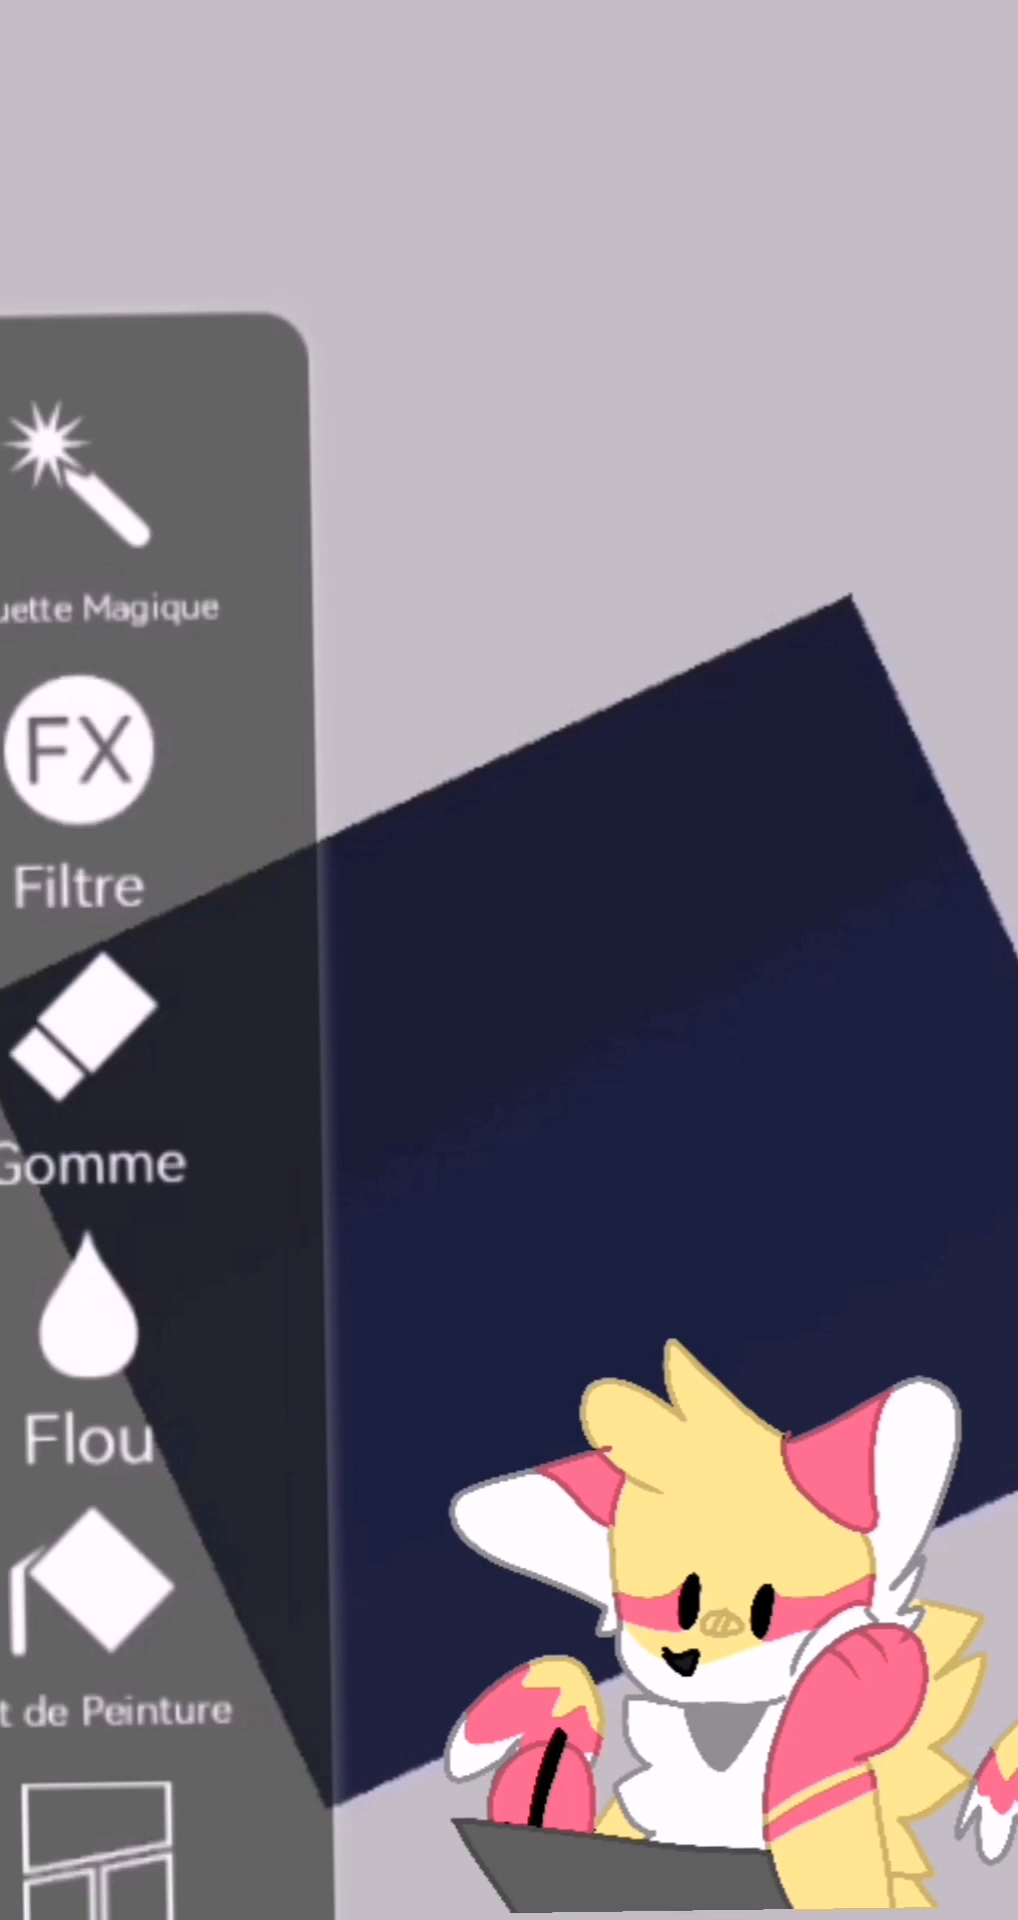 uette Magique
FX
Filtre
Gomme
Flou
t de Peinture